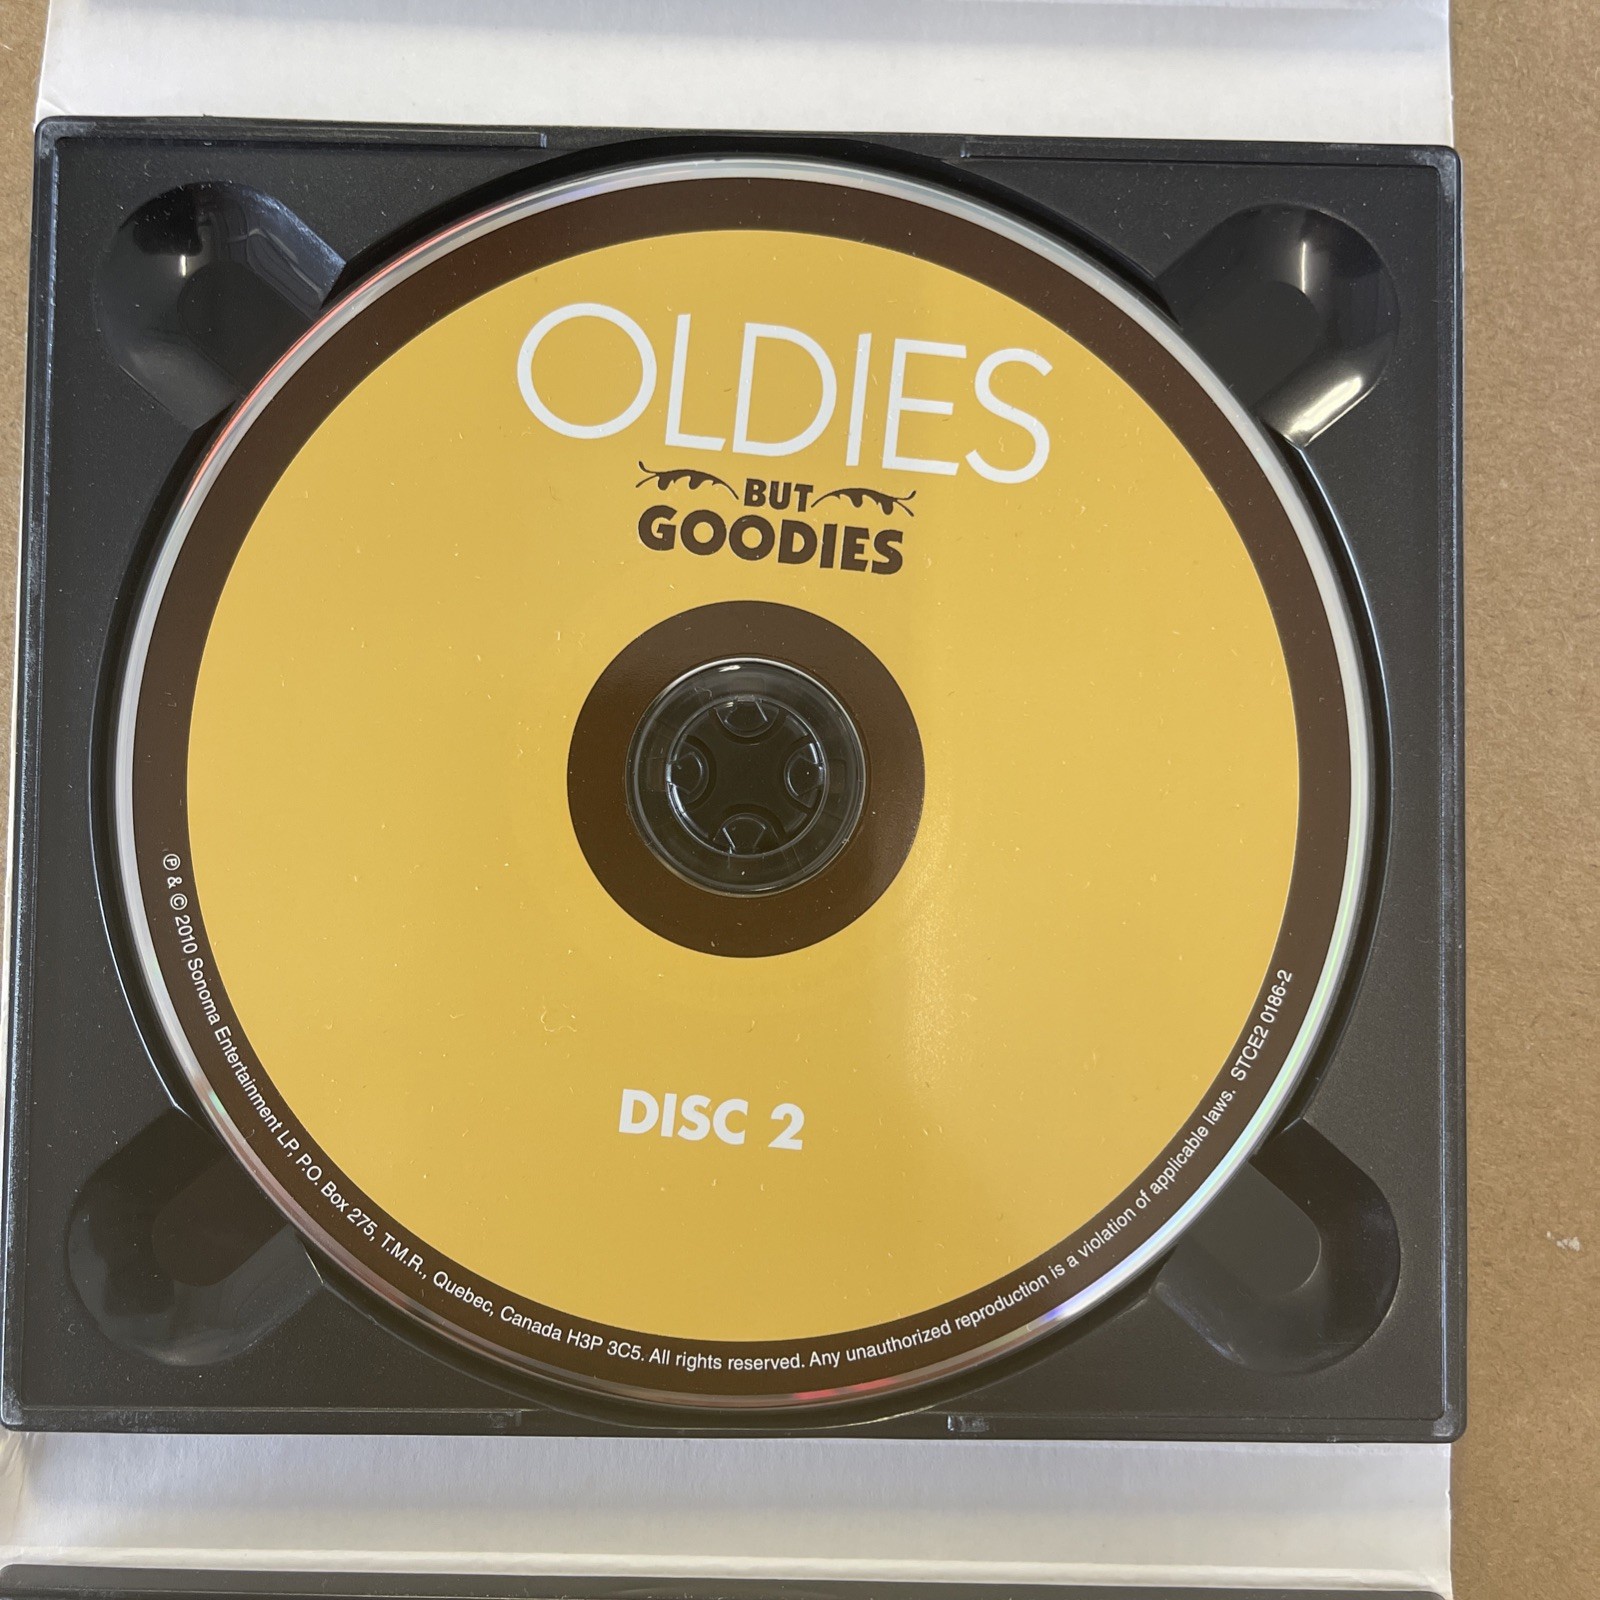 OLDIES
BUT
GOODIES
DISC 2
℗ & © 2010 Sonoma Entertainment LP, P.O. Box 275, T.M.R., Quebec, Canada H3P 3C5. All rights reserved. Any unauthorized reproduction is a violation of applicable laws. STCE2 0186-2